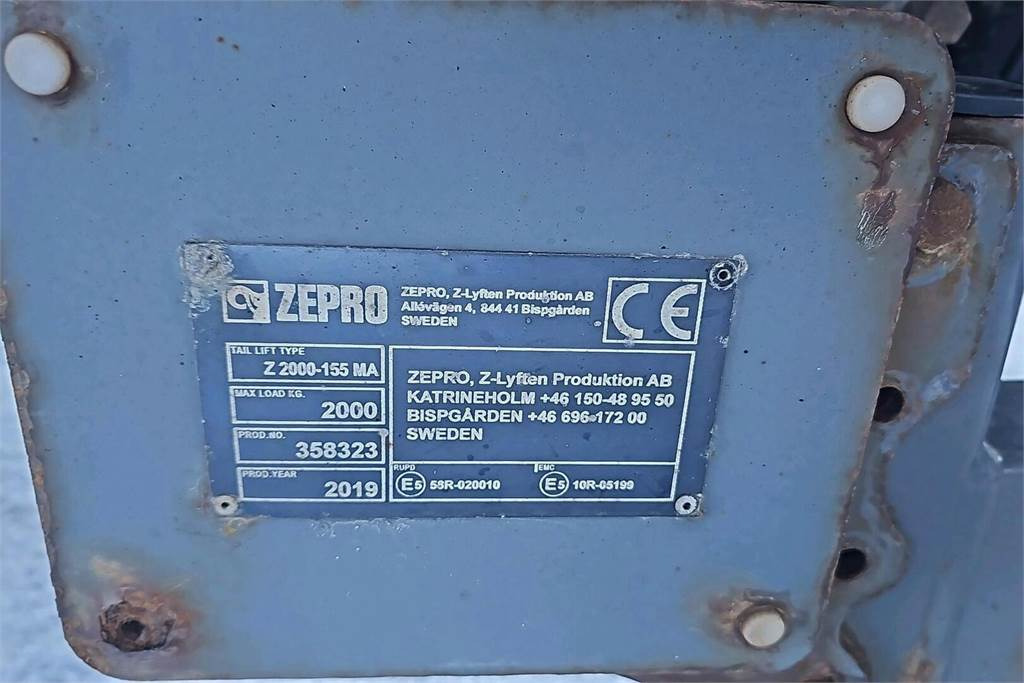 ZEPRO
ZEPRO, Z-Lyften Produktion AB
Allévägen 4, 844 41 Bispgården
SWEDEN
CE
TAIL LIFT TYPE
Z 2000-155 MA
MAX LOAD KG.
2000
PROD.NO.
358323
PROD.YEAR
2019
ZEPRO, Z-Lyften Produktion AB
KATRINEHOLM +46 150-48 95 50
BISPGÅRDEN +46 696-172 00
SWEDEN
RUPD
E5 58R-020010
EMC
E5 10R-05199